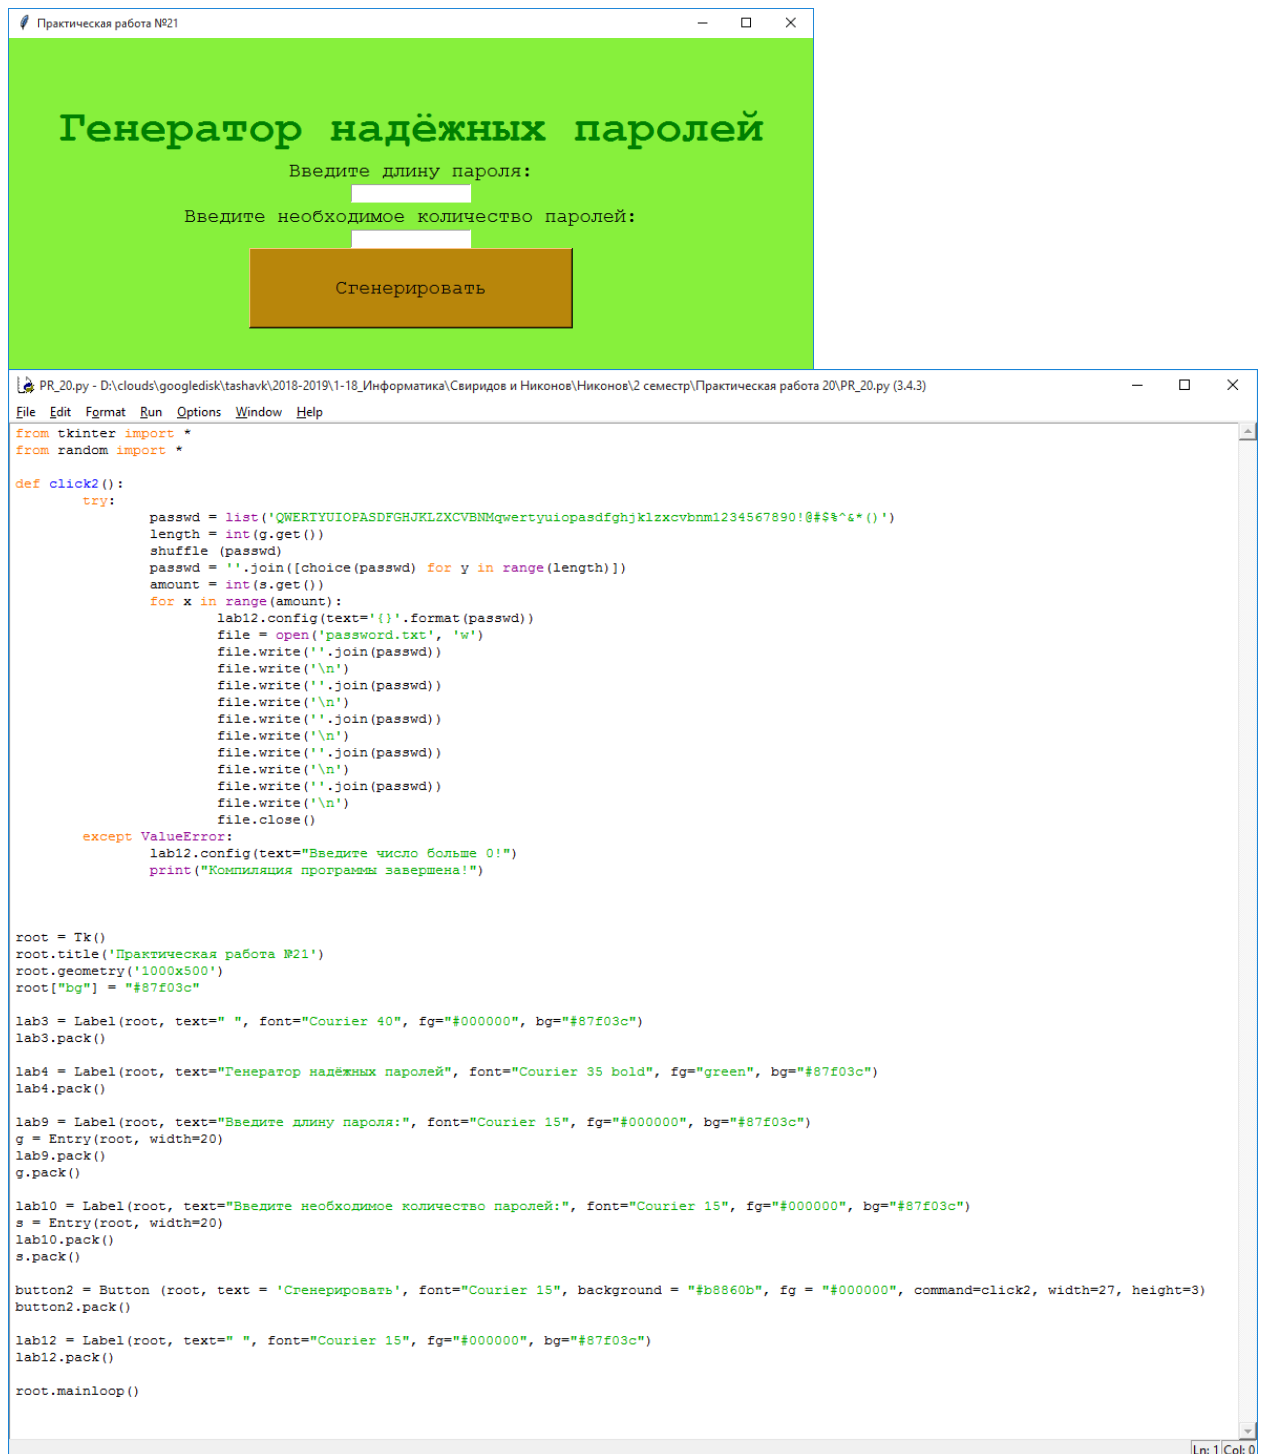 Практическая работа №21
Генератор надёжных паролей
Введите длину пароля:
Введите необходимое количество паролей:
Сгенерировать
PR_20.py - D:\clouds\googledisk\tashavk\2018-2019\1-18_Информатика\Свиридов и Никонов\Никонов\2 семестр\Практическая работа 20\PR_20.py (3.4.3)
File Edit Format Run Options Window Help
from tkinter import *
from random import *
def click2():
try:
passwd = list('QWERTYUIOPASDFGHJKLZXCVBNMqwertyuiopasdfghjklzxcvbnm1234567890!@#$%^&*()')
length = int(g.get())
shuffle (passwd)
passwd = ''.join([choice(passwd) for y in range(length)])
amount = int(s.get())
for x in range(amount):
lab12.config(text='{}'.format(passwd))
file = open('password.txt', 'w')
file.write(''.join(passwd))
file.write('\n')
file.write(''.join(passwd))
file.write('\n')
file.write(''.join(passwd))
file.write('\n')
file.write(''.join(passwd))
file.write('\n')
file.write(''.join(passwd))
file.write('\n')
file.close()
except ValueError:
lab12.config(text="Введите число больше 0!")
print("Компиляция программы завершена!")
root = Tk()
root.title('Практическая работа №21')
root.geometry('1000x500')
root["bg"] = "#87f03c"
lab3 = Label(root, text=" ", font="Courier 40", fg="#000000", bg="#87f03c")
lab3.pack()
lab4 = Label(root, text="Генератор надёжных паролей", font="Courier 35 bold", fg="green", bg="#87f03c")
lab4.pack()
lab9 = Label(root, text="Введите длину пароля:", font="Courier 15", fg="#000000", bg="#87f03c")
g = Entry(root, width=20)
lab9.pack()
g.pack()
lab10 = Label(root, text="Введите необходимое количество паролей:", font="Courier 15", fg="#000000", bg="#87f03c")
s = Entry(root, width=20)
lab10.pack()
s.pack()
button2 = Button (root, text = 'Сгенерировать', font="Courier 15", background = "#b8860b", fg = "#000000", command=click2, width=27, height=3)
button2.pack()
lab12 = Label(root, text=" ", font="Courier 15", fg="#000000", bg="#87f03c")
lab12.pack()
root.mainloop()
Ln: 1 Col: 0